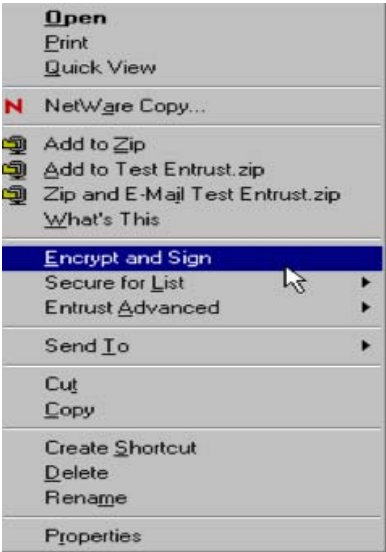 Open
Print
Quick View
N NetWare Copy...
Add to Zip
Add to Test Entrust.zip
Zip and E-Mail Test Entrust.zip
What's This
Encrypt and Sign
Secure for List
Entrust Advanced
Send To
Cut
Copy
Create Shortcut
Delete
Rename
Properties